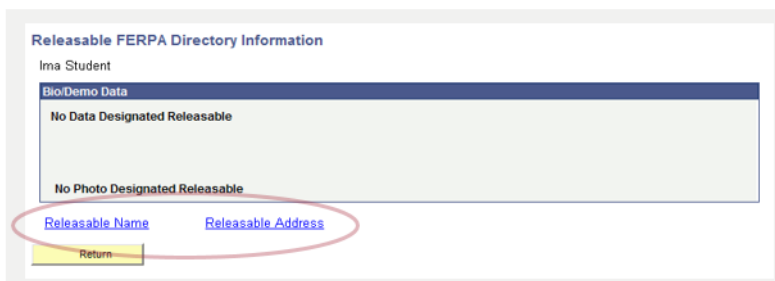 Releasable FERPA Directory Information
Ima Student
Bio/Demo Data
No Data Designated Releasable
No Photo Designated Releasable
Releasable Name Releasable Address
Return